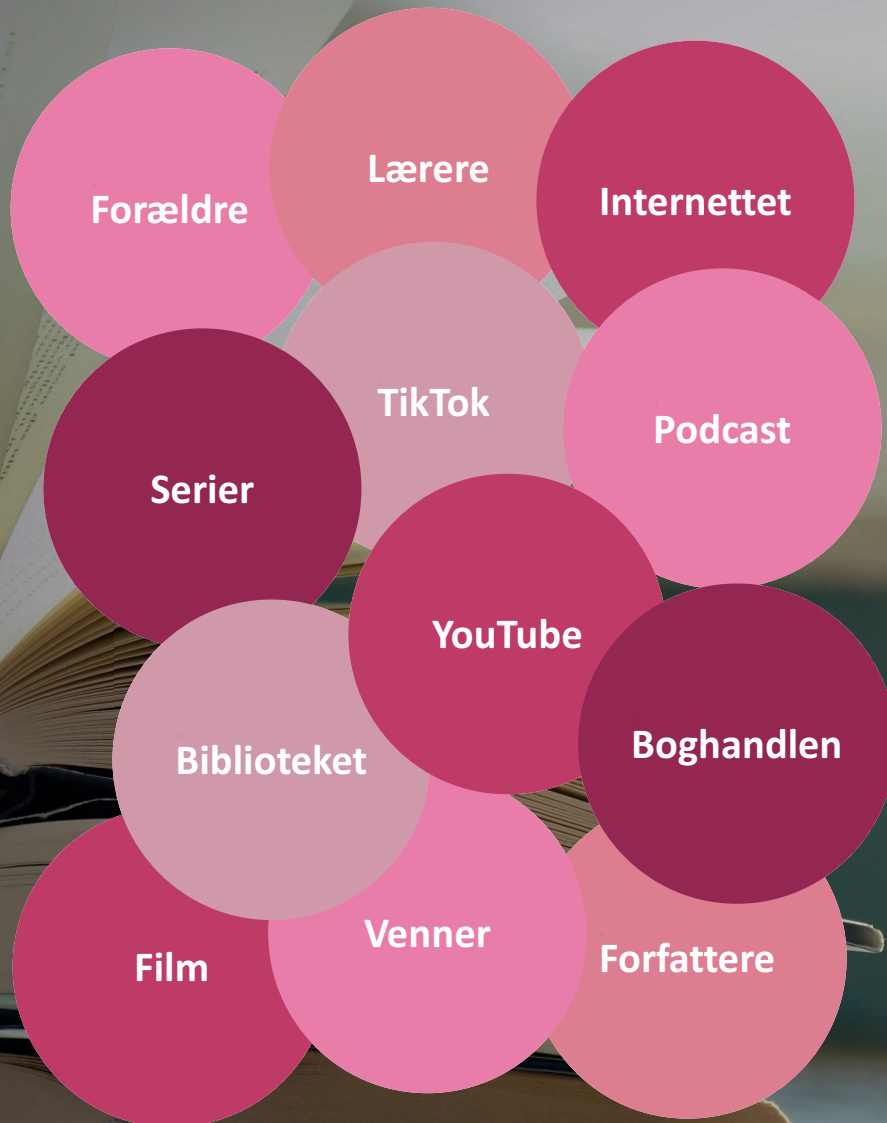 Forældre
Lærere
Internettet
TikTok
Podcast
Serier
YouTube
Biblioteket
Boghandlen
Film
Venner
Forfattere